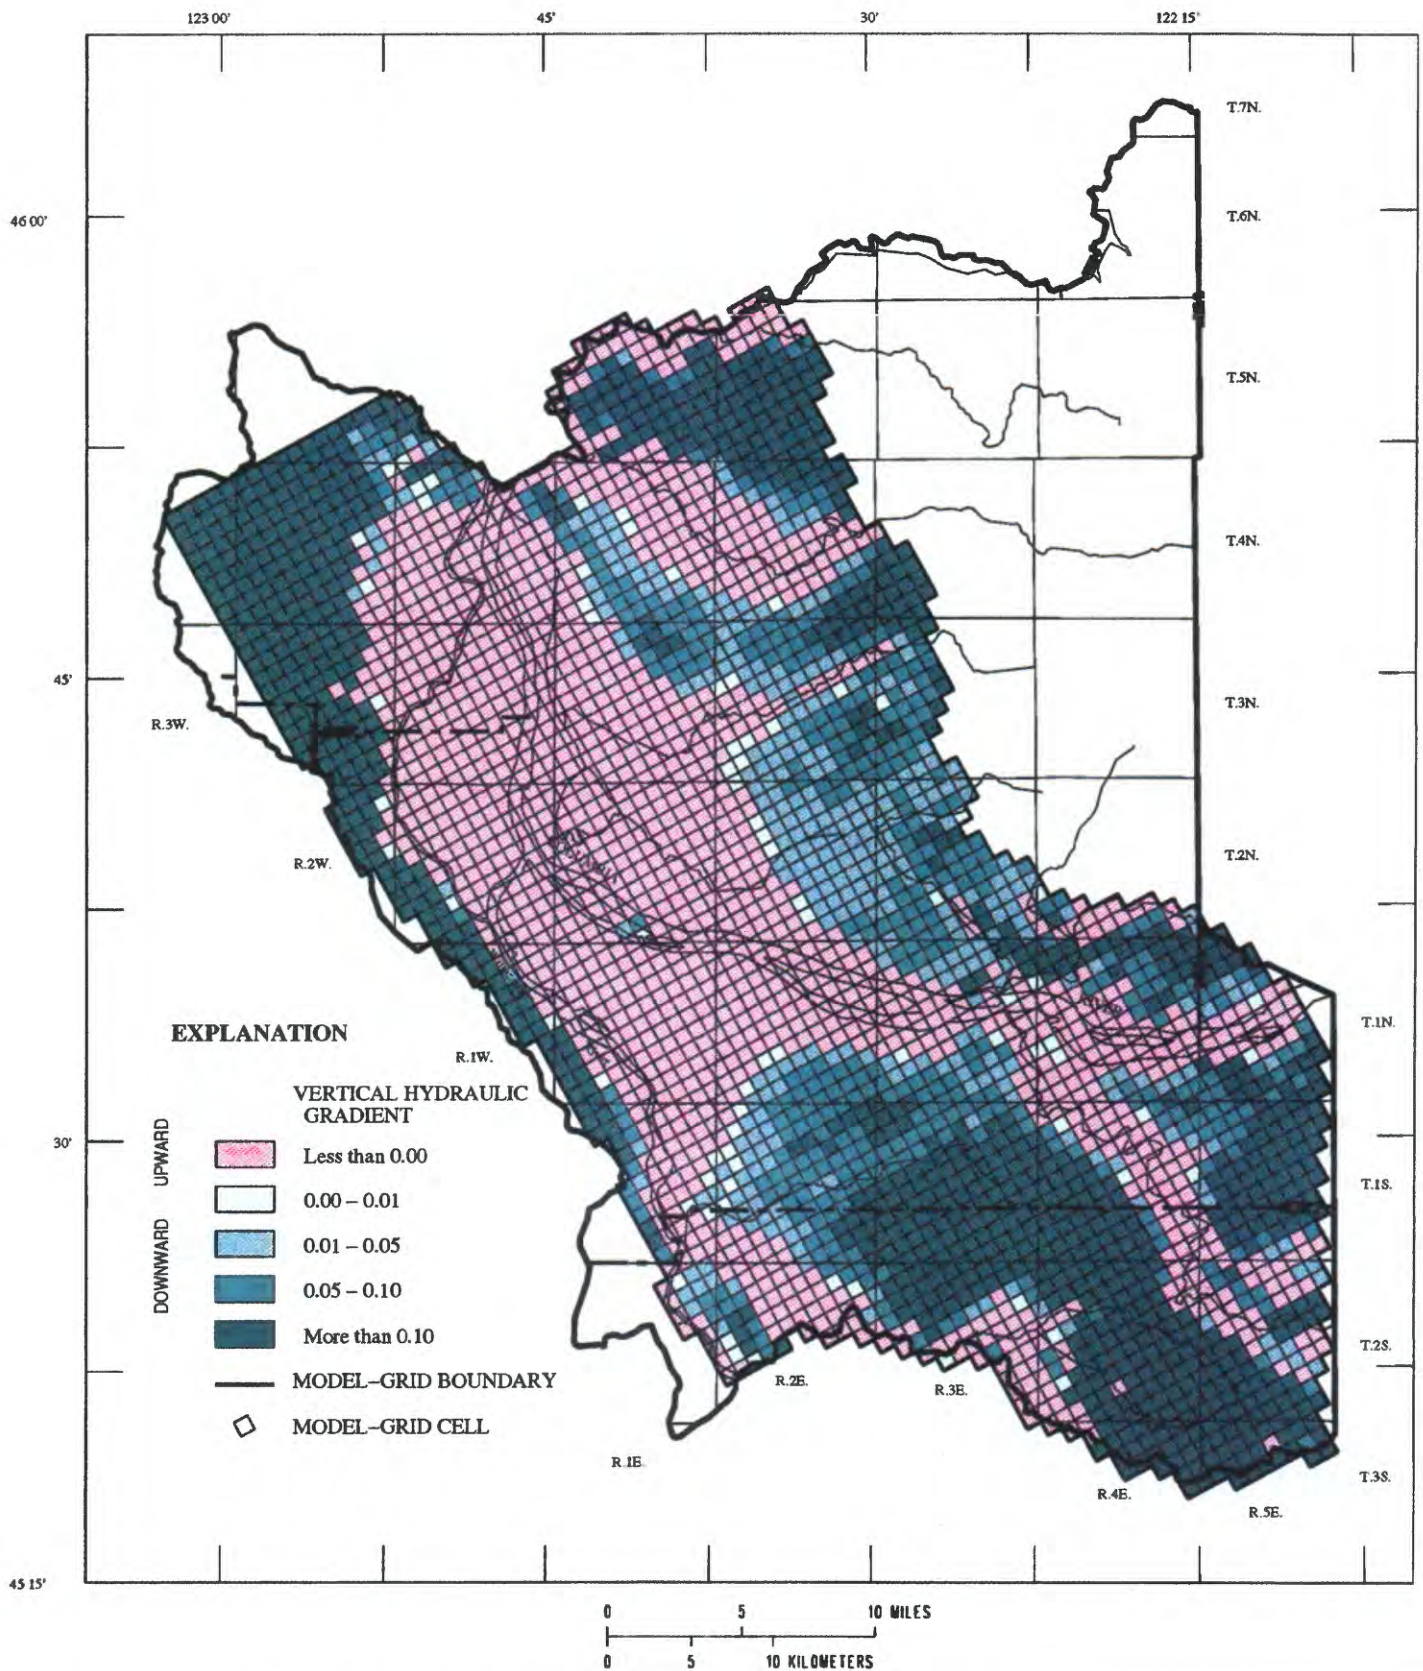 123 00'
45'
30'
122 15'
T.7N.
46 00'
T.6N.
T.5N.
T.4N.
45'
R.3W.
T.3N.
R.2W.
T.2N.
RIVER
EXPLANATION
R.1W.
T.1N.
VERTICAL HYDRAULIC
GRADIENT
UPWARD
DOWNWARD
30'
Less than 0.00
0.00 – 0.01
T.1S.
0.01 – 0.05
0.05 – 0.10
More than 0.10
T.2S.
MODEL–GRID BOUNDARY
R.2E.
R.3E.
MODEL–GRID CELL
R.1E.
T.3S.
R.4E.
R.5E.
45 15'
0 5 10 MILES
0 5 10 KILOMETERS